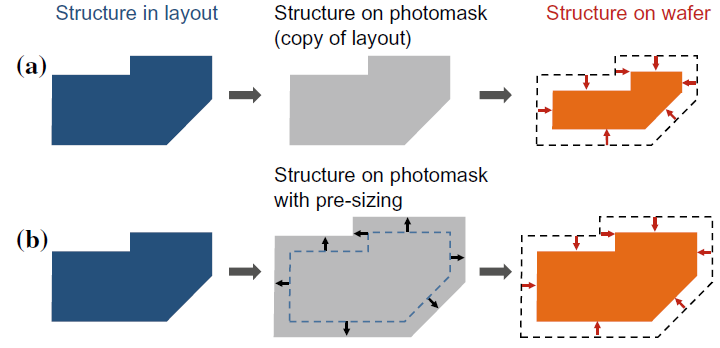 Structure in layout
Structure on photomask
(copy of layout)
Structure on wafer
(a)
Structure on photomask
with pre-sizing
(b)